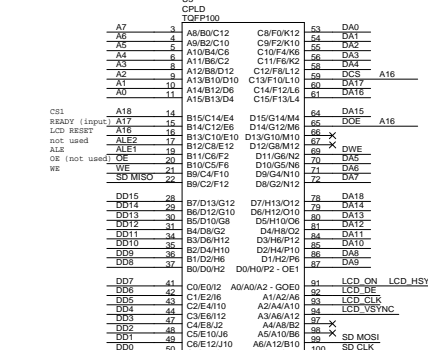 CPLD
TQFP100
A7 3 A8/B0/C12 C8/F0/K12 53 DA0
A6 4 A9/B2/C10 C9/F2/K10 54 DA1
A5 5 A10/B4/C6 C10/F4/K6 55 DA2
A4 6 A11/B6/C2 C11/F6/K2 56 DA3
A3 8 A12/B8/D12 C12/F8/L12 58 DA4
A2 9 A13/B10/D10 C13/F10/L10 59 DCS A16
A1 10 A14/B12/D6 C14/F12/L6 60 DA17
A0 11 A15/B13/D4 C15/F13/L4 61 DA16
CS1 A18 14 B15/C14/E4 D15/G14/M4 64 DA15
READY (input) A17 15 B14/C12/E6 D14/G12/M6 65 DOE A16
LCD RESET A16 16 B13/C10/E10 D13/G10/M10 66
not used ALE2 17 B12/C8/E12 D12/G8/M12 67
ALE ALE1 19 B11/C6/F2 D11/G6/N2 69 DWE
OE (not used) OE 20 B10/C5/F6 D10/G5/N6 70 DA5
WE WE 21 B9/C4/F10 D9/G4/N10 71 DA6
SD MISO 22 B9/C2/F12 D8/G2/N12 72 DA7
DD15 28 B7/D13/G12 D7/H13/O12 78 DA18
DD14 29 B6/D12/G10 D6/H12/O10 79 DA14
DD13 30 B5/D10/G8 D5/H10/O6 80 DA13
DD12 31 B4/D8/G2 D4/H8/O2 81 DA12
DD11 34 B3/D6/H12 D3/H6/P12 84 DA11
DD10 35 B2/D4/H10 D2/H4/P10 85 DA10
DD9 36 B1/D2/H6 D1/H2/P6 86 DA8
DD8 37 B0/D0/H2 D0/H0/P2 - OE1 87 DA9
DD7 41 C0/E0/I2 A0/A0/A2 - GOE0 91 LCD_ON LCD_HSY
DD6 42 C1/E2/I6 A1/A2/A6 92 LCD_DE
DD5 43 C2/E4/I10 A2/A4/A10 93 LCD_CLK
DD4 44 C3/E6/I12 A3/A6/A12 94 LCD_VSYNC
DD3 47 C4/E8/J2 A4/A8/B2 97
DD2 48 C5/E10/J6 A5/A10/B6 98
DD1 49 C6/E12/J10 A6/A12/B10 99 SD MOSI
DD0 50 100 SD CLK